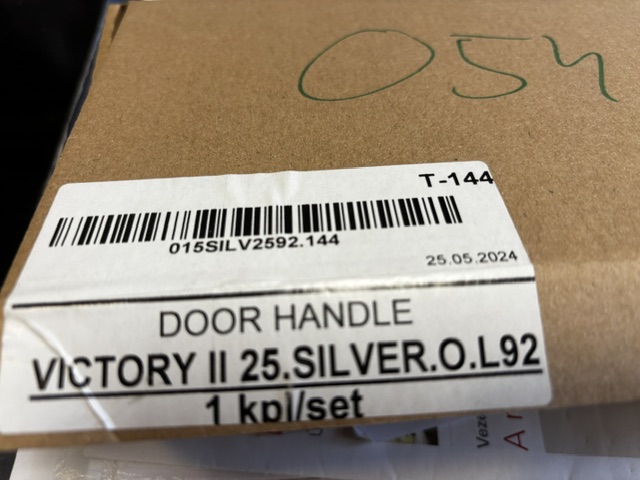 054
T-144
015SILV2592.144
25.05.2024
DOOR HANDLE
VICTORY II 25.SILVER.O.L92
1 kpl/set